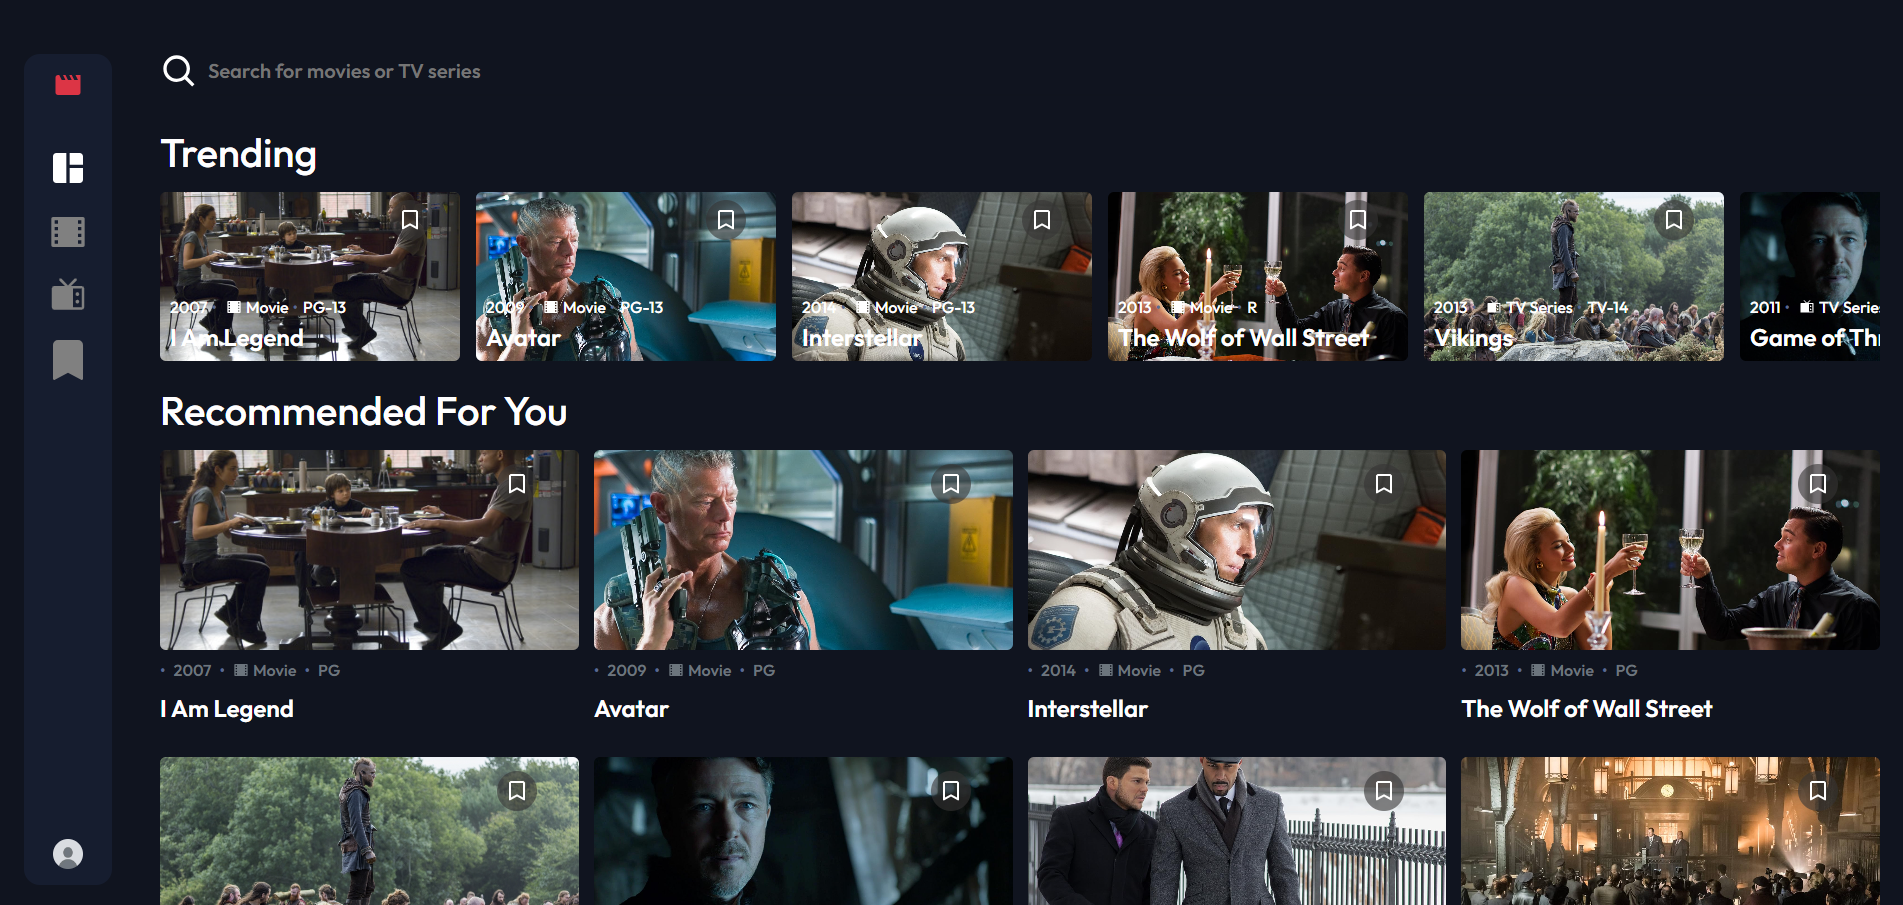 Search for movies or TV series
Trending
2007 · Movie · PG-13
I Am Legend
2009 · Movie PG-13
Avatar
2014 · Movie PG-13
Interstellar
2013 · Movie R
The Wolf of Wall Street
2013 TV Series TV-14
Vikings
2011 · TV Serie
Game of Thr
Recommended For You
• 2007 • Movie • PG
I Am Legend
• 2009 • Movie • PG
Avatar
• 2014 • Movie • PG
Interstellar
• 2013 • Movie • PG
The Wolf of Wall Street